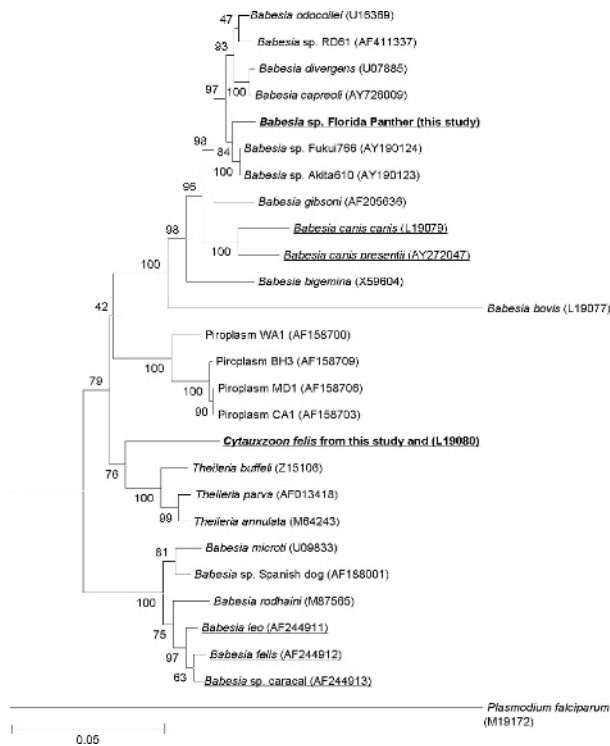 47
Babesia odocoilei (U16369)
93
Babesia sp. RD61 (AF411337)
Babesia divergens (U07885)
97
100
Babesia capreoli (AY726009)
Babesia sp. Florida Panther (this study)
98
84
Babesia sp. Fukui766 (AY190124)
100
Babesia sp. Akita610 (AY190123)
96
Babesia gibsoni (AF205636)
98
Babesia canis canis (L19079)
100
Babesia canis presentii (AY272047)
100
Babesia bigemina (X59604)
42
Babesia bovis (L19077)
Piroplasm WA1 (AF158700)
100
Piroplasm BH3 (AF158709)
79
100
Piroplasm MD1 (AF158706)
90
Piroplasm CA1 (AF158703)
Cytauxzoon felis from this study and (L19080)
76
Theileria buffeli (Z15106)
100
Theileria parva (AF013418)
99
Theileria annulata (M64243)
81
Babesia microti (U09833)
Babesia sp. Spanish dog (AF188001)
100
Babesia rodhaini (M87565)
75
Babesia leo (AF244911)
97
Babesia felis (AF244912)
63
Babesia sp. caracal (AF244913)
Plasmodium falciparum
(M19172)
0.05